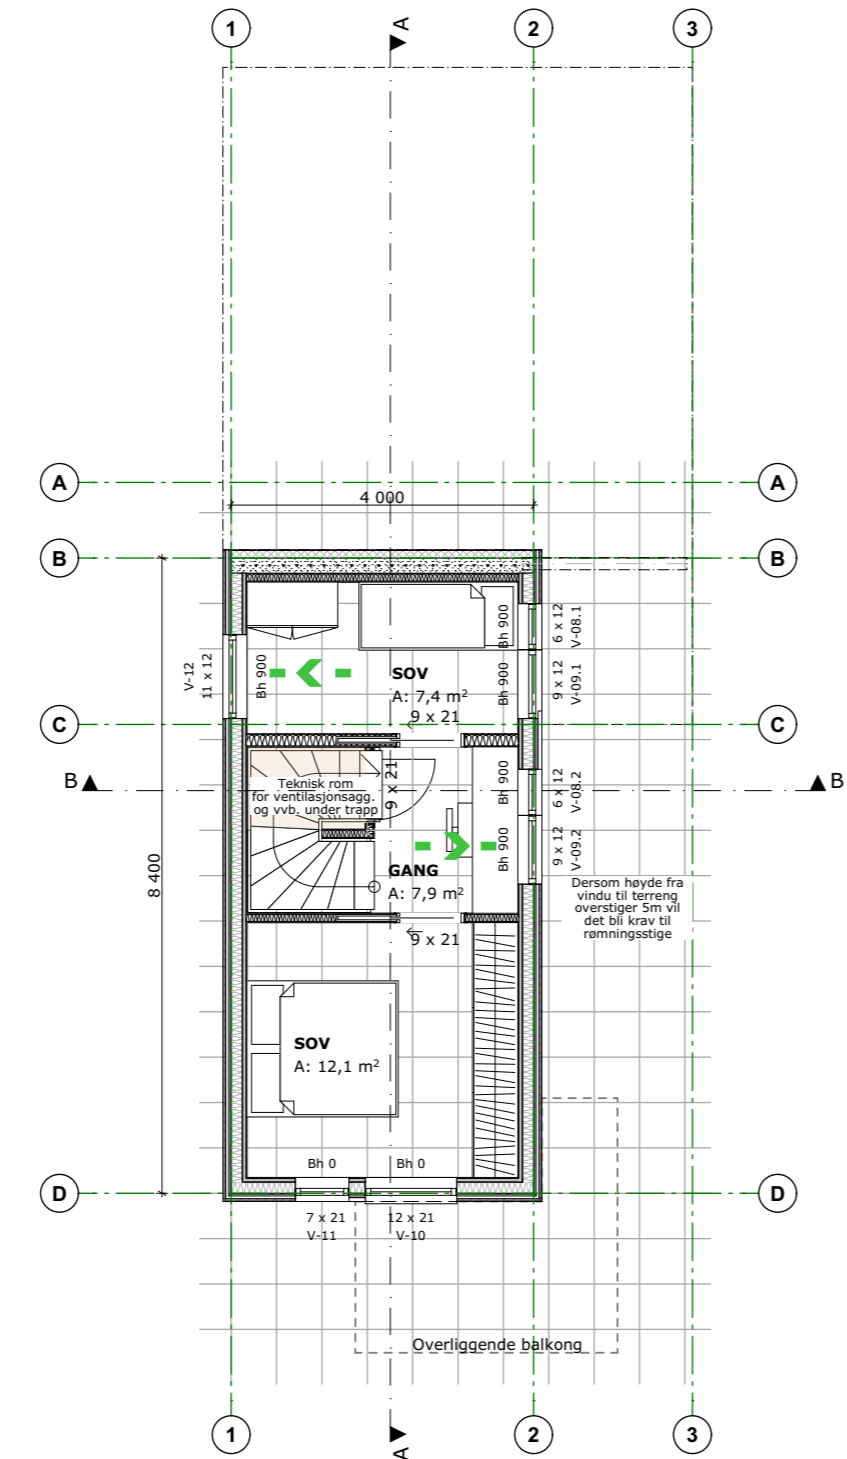 1
2
3
A
A
A
4 000
B
B
Bh 900
6 x 12
V-08.1
V-12
11 x 12
Bh 900
SOV
A: 7,4 m²
9 x 21
Bh 900
9 x 12
V-09.1
C
C
B
B
Teknisk rom
for ventilasjonsagg.
og vvb. under trapp
9 x 21
Bh 900
6 x 12
V-08.2
8 400
GANG
A: 7,9 m²
Bh 900
9 x 12
V-09.2
Dersom høyde fra
vindu til terreng
overstiger 5m vil
det bli krav til
rømningsstige
9 x 21
SOV
A: 12,1 m²
Bh 0
Bh 0
D
D
7 x 21
V-11
12 x 21
V-10
Overliggende balkong
1
A
2
3